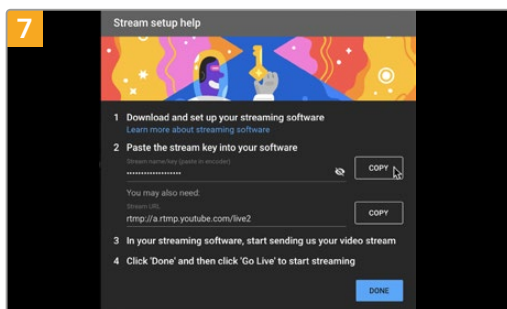 7
Stream setup help
1 Download and set up your streaming software
Learn more about streaming software
2 Paste the stream key into your software
Stream name/key (paste in encoder)
••••••••••••••••••••
COPY
You may also need:
Stream URL
rtmp://a.rtmp.youtube.com/live2
COPY
3 In your streaming software, start sending us your video stream
4 Click 'Done' and then click 'Go Live' to start streaming
DONE